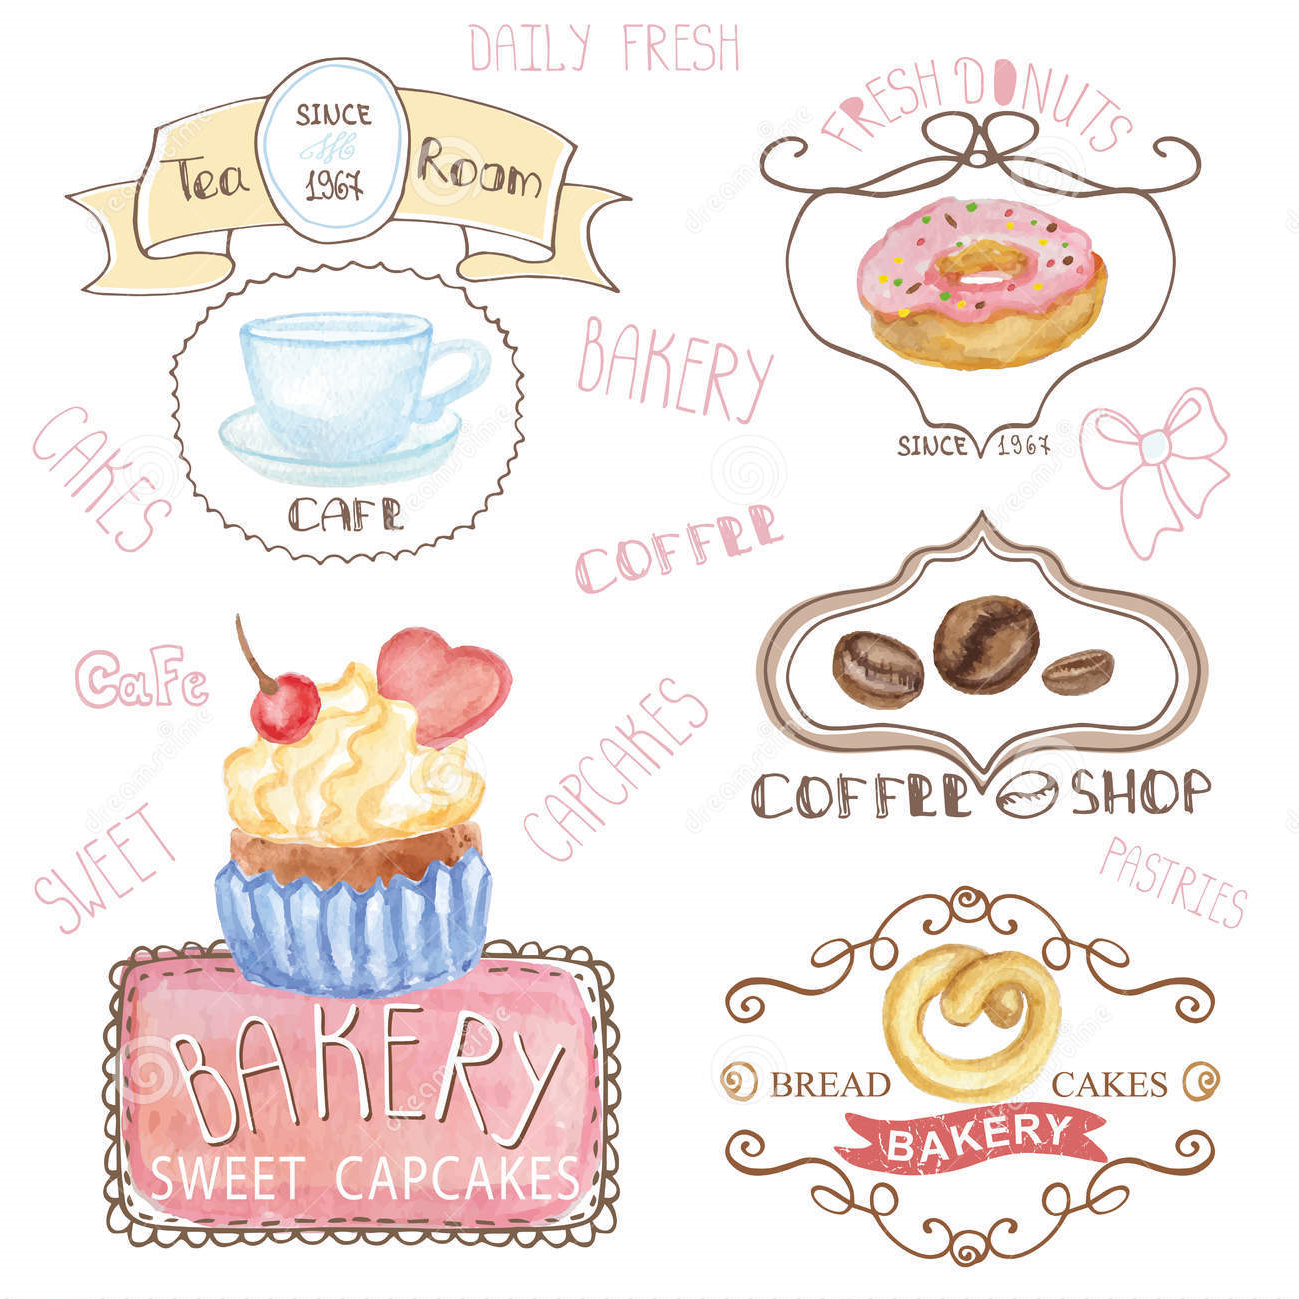 DAILY FRESH
SINCE
1967
Tea Room
CAFE
FRESH DONUTS
SINCE 1967
BAKERY
CAKES
COFFEE
CaFe
CAPCAKES
SWEET
COFFEE SHOP
PASTRIES
BAKERY
SWEET CAPCAKES
BREAD CAKES
BAKERY
dreamstime